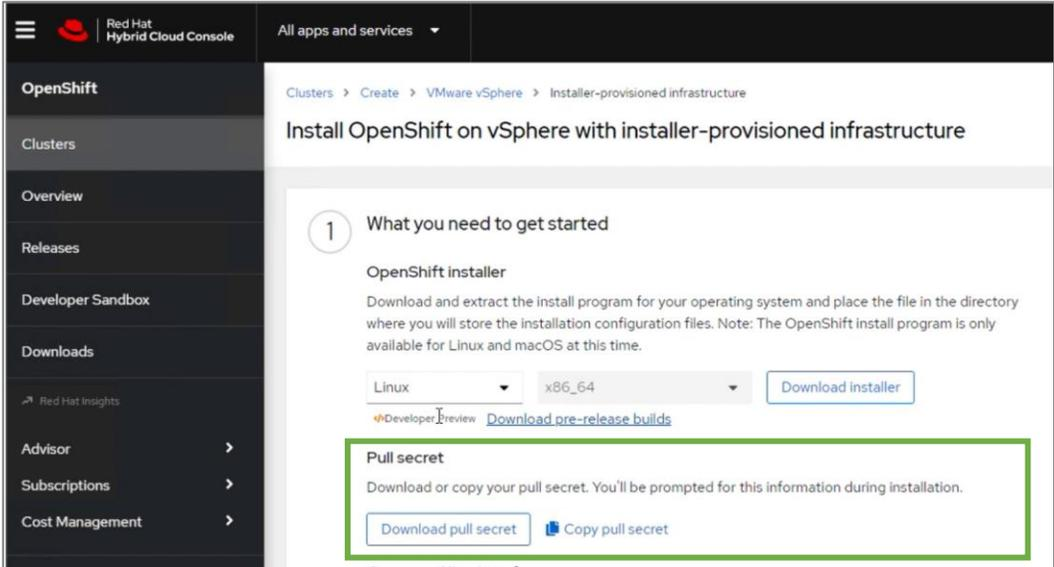 Red Hat
Hybrid Cloud Console
All apps and services
OpenShift
Clusters
Overview
Releases
Developer Sandbox
Downloads
Red Hat Insights
Advisor
Subscriptions
Cost Management
Clusters > Create > VMware vSphere > Installer-provisioned infrastructure
Install OpenShift on vSphere with installer-provisioned infrastructure
1
What you need to get started
OpenShift installer
Download and extract the install program for your operating system and place the file in the directory
where you will store the installation configuration files. Note: The OpenShift install program is only
available for Linux and macOS at this time.
Linux
x86_64
Download installer
</>Developer Preview Download pre-release builds
Pull secret
Download or copy your pull secret. You'll be prompted for this information during installation.
Download pull secret
Copy pull secret